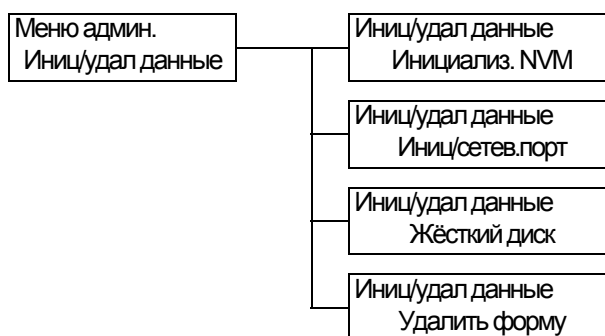 Меню админ.
Иниц/удал данные
Иниц/удал данные
Инициализ. NVM
Иниц/удал данные
Иниц/сетев.порт
Иниц/удал данные
Жёсткий диск
Иниц/удал данные
Удалить форму